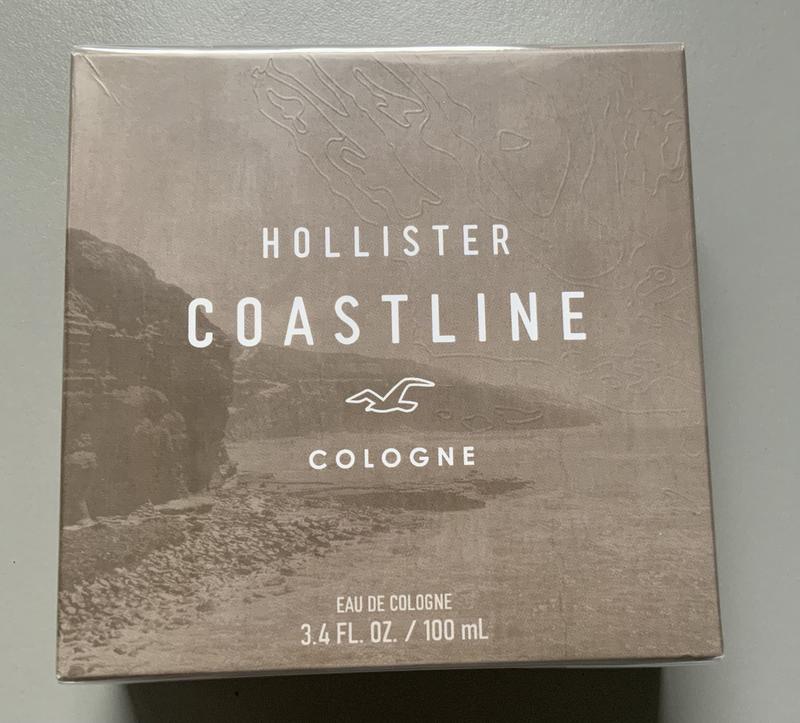 HOLLISTER
COASTLINE
COLOGNE
EAU DE COLOGNE
3.4 FL. OZ. / 100 mL